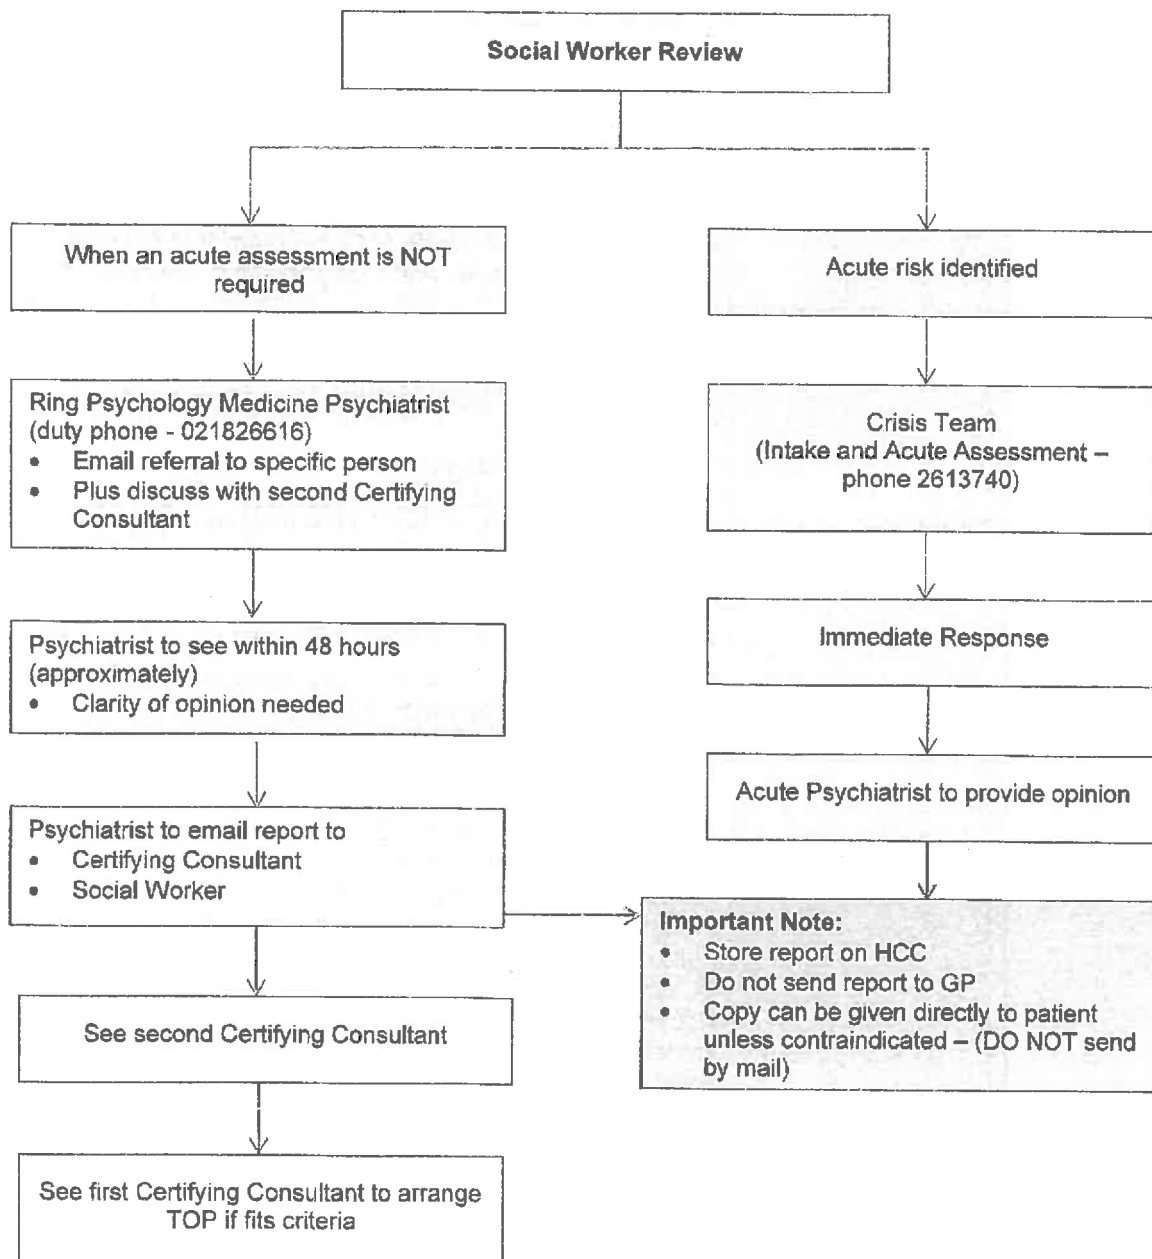 Social Worker Review
When an acute assessment is NOT
required
Ring Psychology Medicine Psychiatrist
(duty phone - 021826616)
• Email referral to specific person
• Plus discuss with second Certifying
Consultant
Psychiatrist to see within 48 hours
(approximately)
• Clarity of opinion needed
Psychiatrist to email report to
• Certifying Consultant
• Social Worker
See second Certifying Consultant
See first Certifying Consultant to arrange
TOP if fits criteria
Acute risk identified
Crisis Team
(Intake and Acute Assessment –
phone 2613740)
Immediate Response
Acute Psychiatrist to provide opinion
Important Note:
• Store report on HCC
• Do not send report to GP
• Copy can be given directly to patient
unless contraindicated – (DO NOT send
by mail)